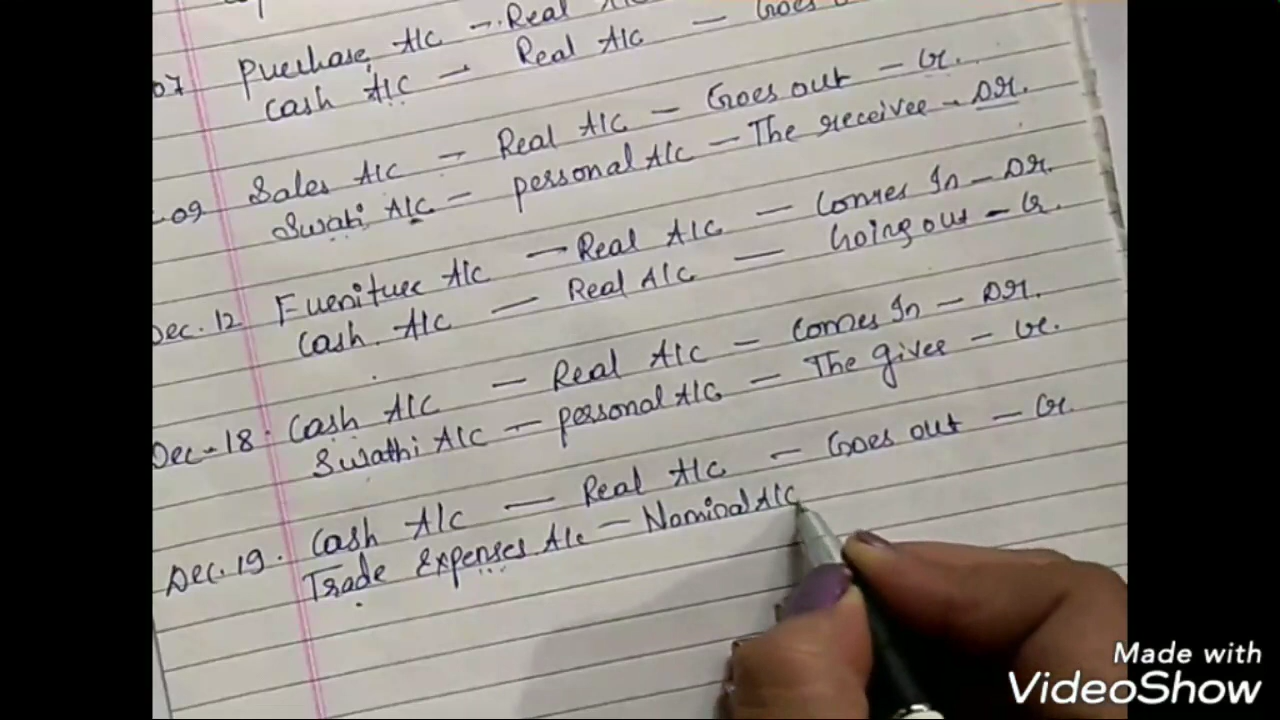 07 Purchase A/C – Real
Cash A/C – Real A/C – Goes
09 Sales A/C – Real A/C – Goes out – Cr.
Swati A/C – personal A/C – The receiver – DR.
Dec. 12 Furniture A/C – Real A/C – Comes In – DR.
Cash. A/C – Real A/C – Going out – Cr.
Dec – 18. Cash A/C – Real A/C – Comes In – DR.
Swathi A/C – personal A/C – The giver – Cr.
Dec. 19. Cash A/C – Real A/C – Goes out – Cr.
Trade Expenses A/c – Nominal A/C
Made with
VideoShow